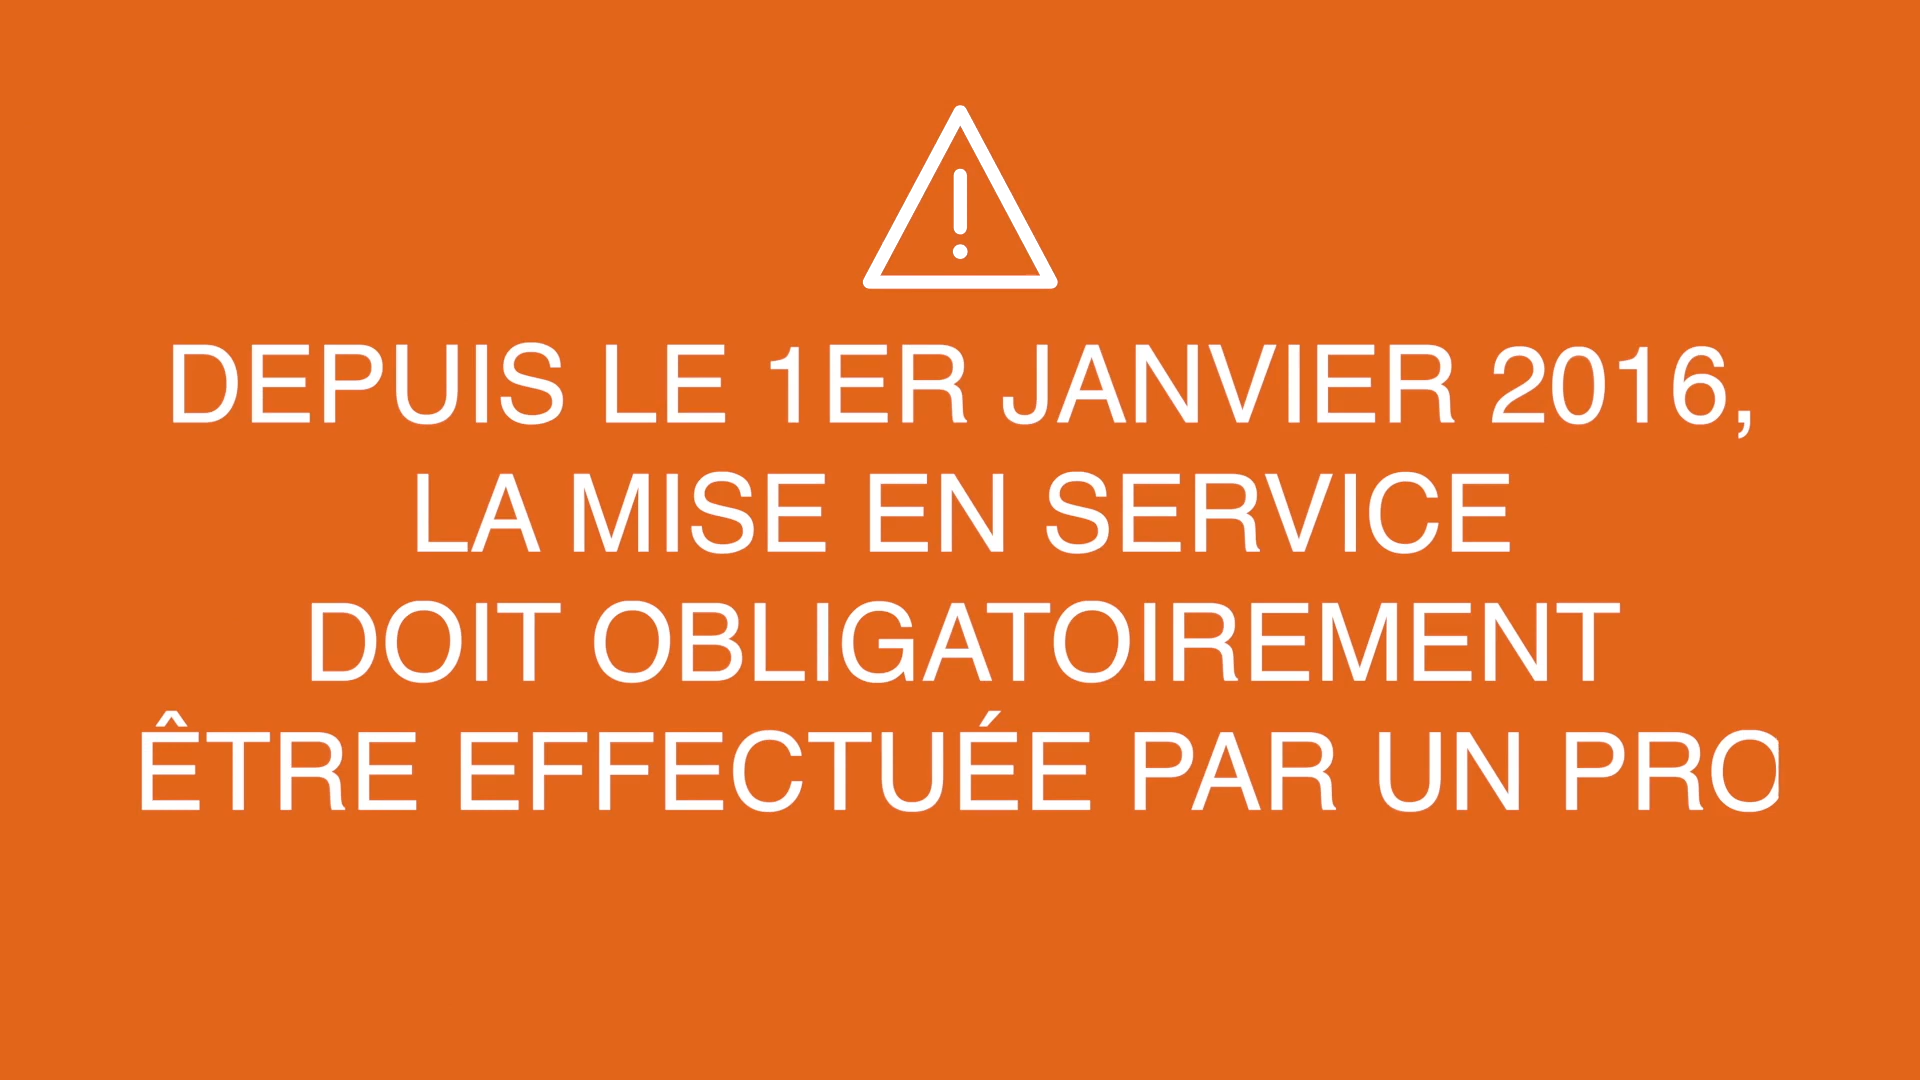 DEPUIS LE 1ER JANVIER 2016,
LA MISE EN SERVICE
DOIT OBLIGATOIREMENT
ÊTRE EFFECTUÉE PAR UN PRO